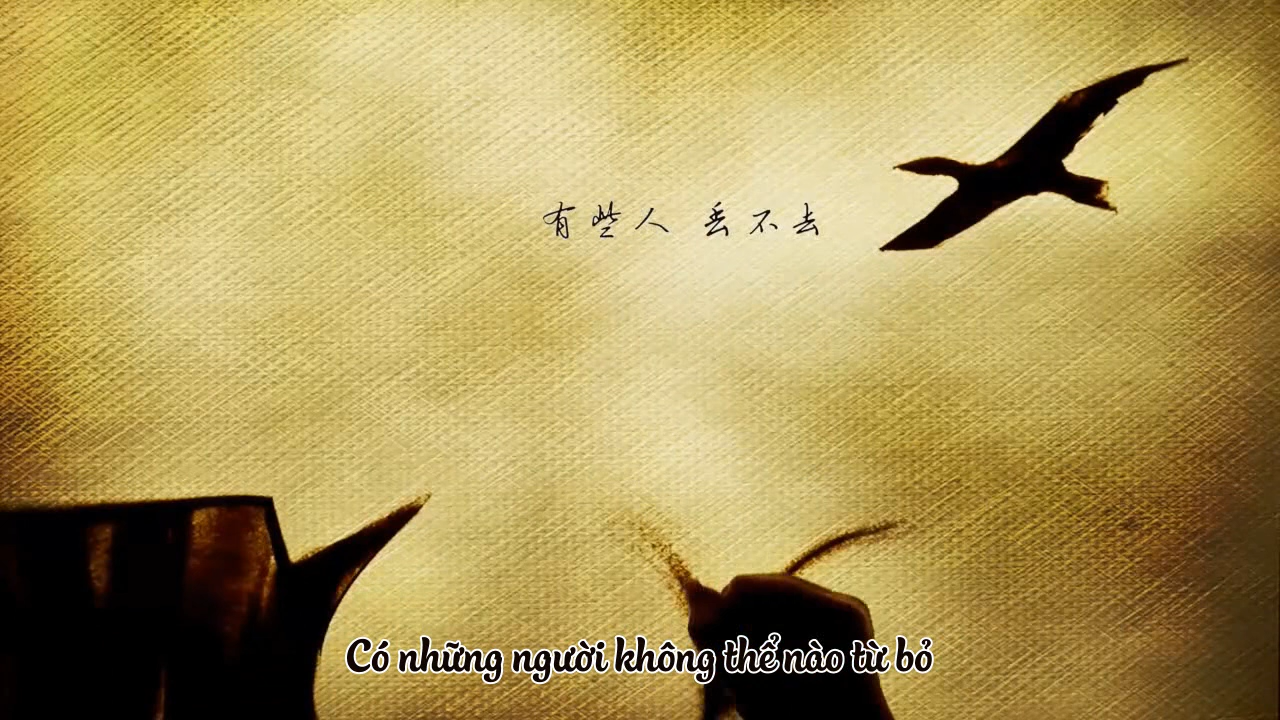 有些人 丢不去
Có những người không thể nào từ bỏ